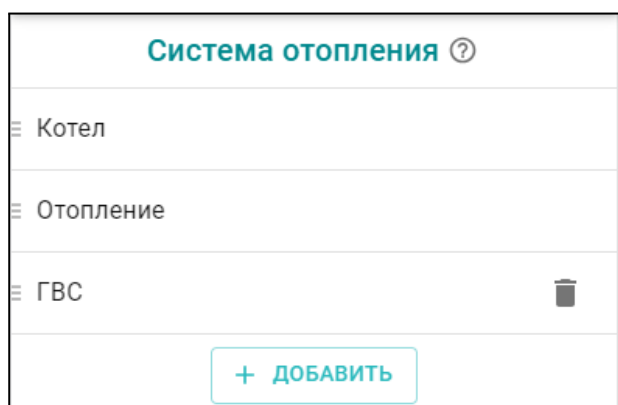 Система отопления
Котел
Отопление
ГВС
+ ДОБАВИТЬ